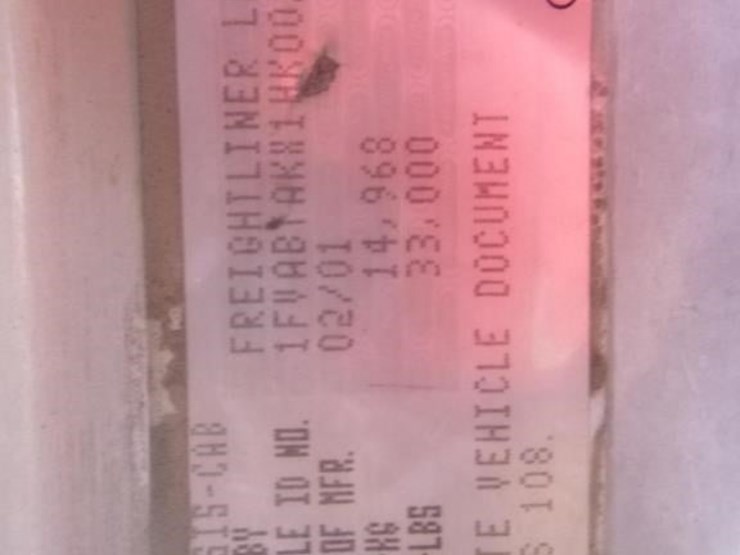 SIS-CAB
BY FREIGHTLINER L
LE ID NO. 1FVABTAKX1HK00
OF MFR. 02/01
KG 14,968
LBS 33,000
TE VEHICLE DOCUMENT
S 108.